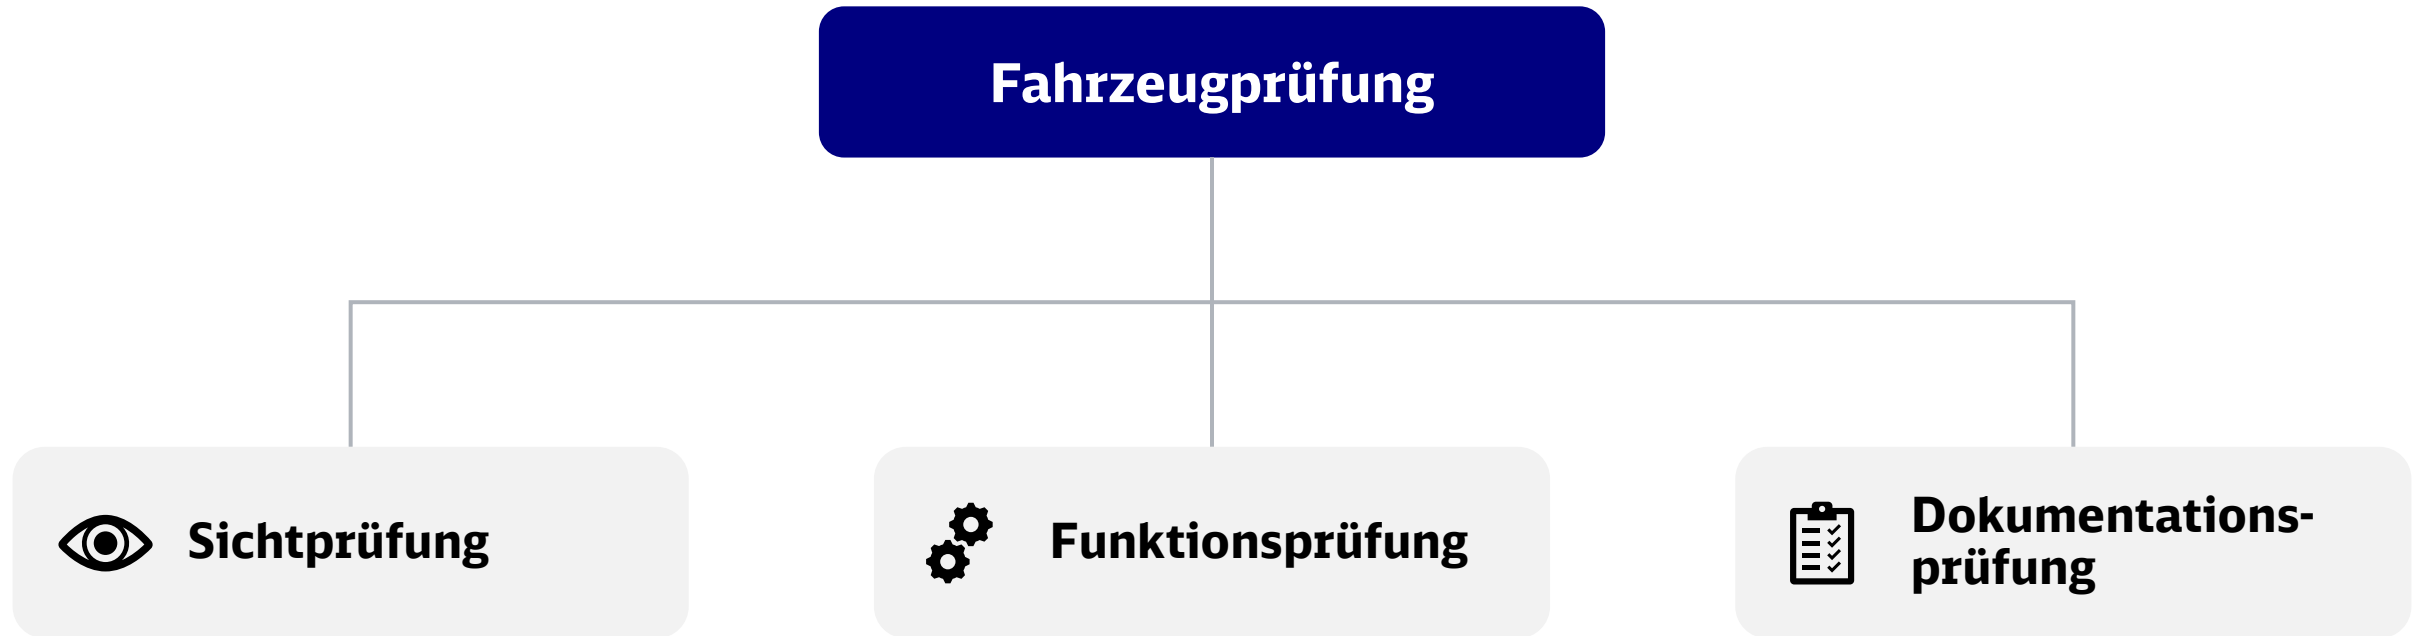 Fahrzeugprüfung
Sichtprüfung
Funktionsprüfung
Dokumentations-
prüfung